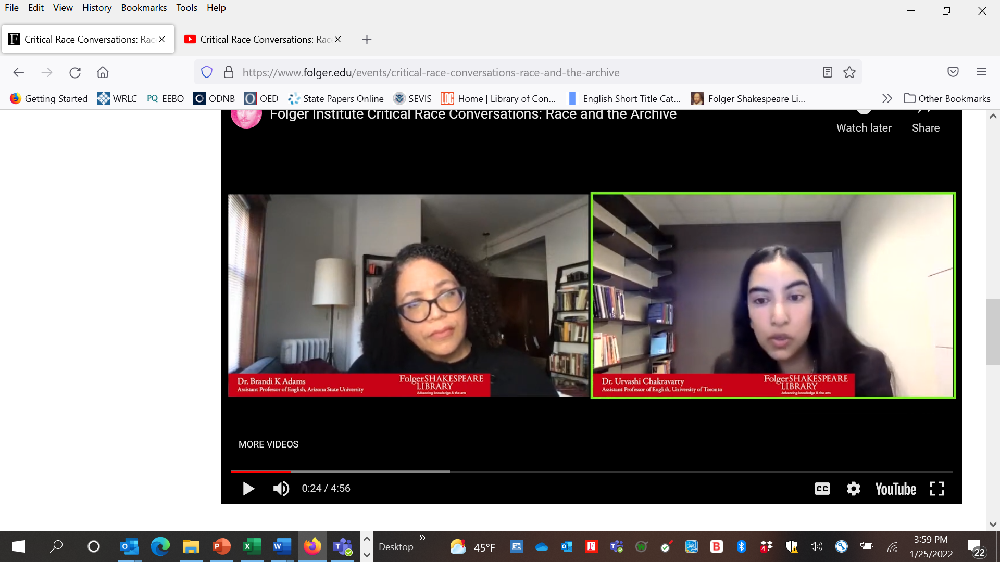 File Edit View History Bookmarks Tools Help
Critical Race Conversations: Rac
Critical Race Conversations: Rac
https://www.folger.edu/events/critical-race-conversations-race-and-the-archive
Getting Started WRLC PQ EEBO ODNB OED State Papers Online SEVIS LOC Home | Library of Con... English Short Title Cat... Folger Shakespeare Li... Other Bookmarks
Folger Institute Critical Race Conversations: Race and the Archive
Watch later Share
Dr. Brandi K Adams
Assistant Professor of English, Arizona State University
FolgerSHAKESPEARE
LIBRARY
Advancing knowledge & the arts
Dr. Urvashi Chakravarty
Assistant Professor of English, University of Toronto
FolgerSHAKESPEARE
LIBRARY
Advancing knowledge & the arts
MORE VIDEOS
0:24 / 4:56
CC
YouTube
Desktop
45°F
3:59 PM
1/25/2022
22